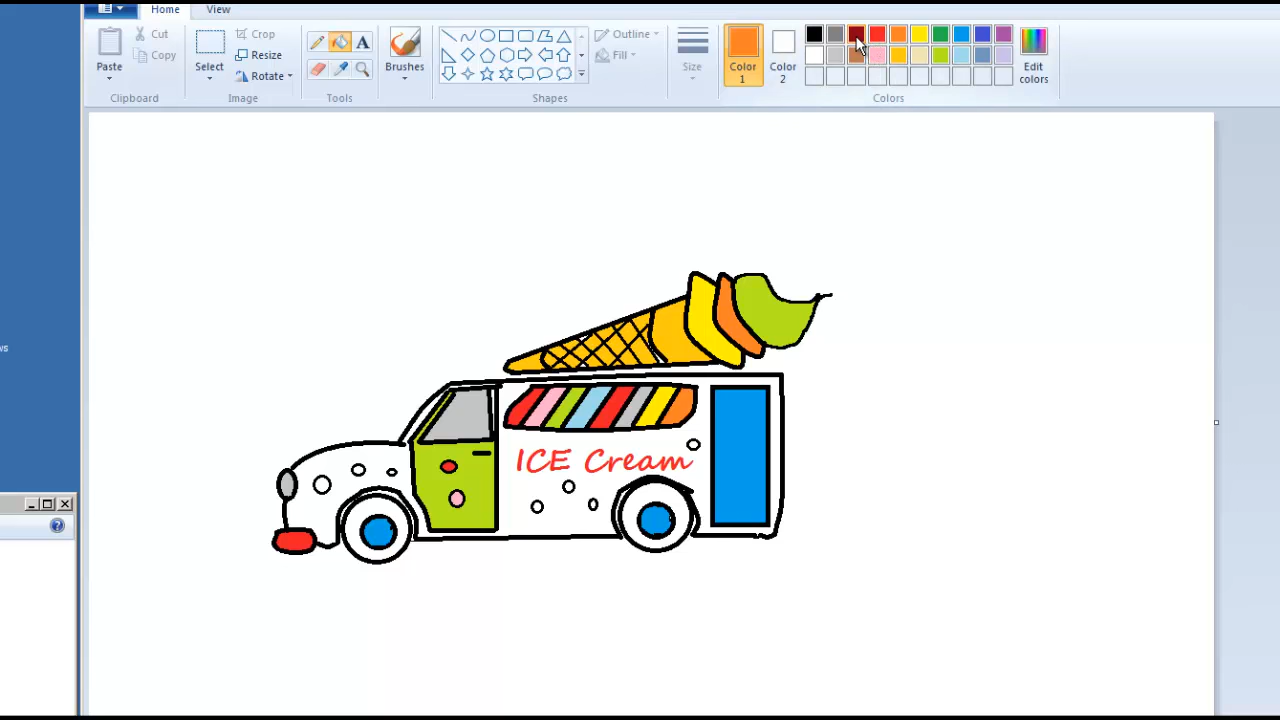 Home View
Paste
Cut
Copy
Clipboard
Select
Crop
Resize
Rotate
Image
A
Tools
Brushes
Outline
Fill
Shapes
Size
Color
1
Color
2
Edit
colors
Colors
ws
ICE Cream